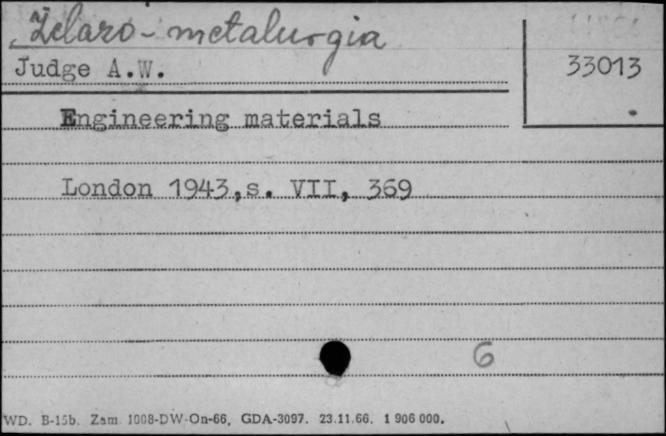 Żelazo-metalurgia
Judge A.W.
33013
Engineering materials
London 1943,s. VII, 369
6
WD. B-15b. Zam. 1008-DW-On-66, GDA-3097. 23.11.66. 1 906 000.